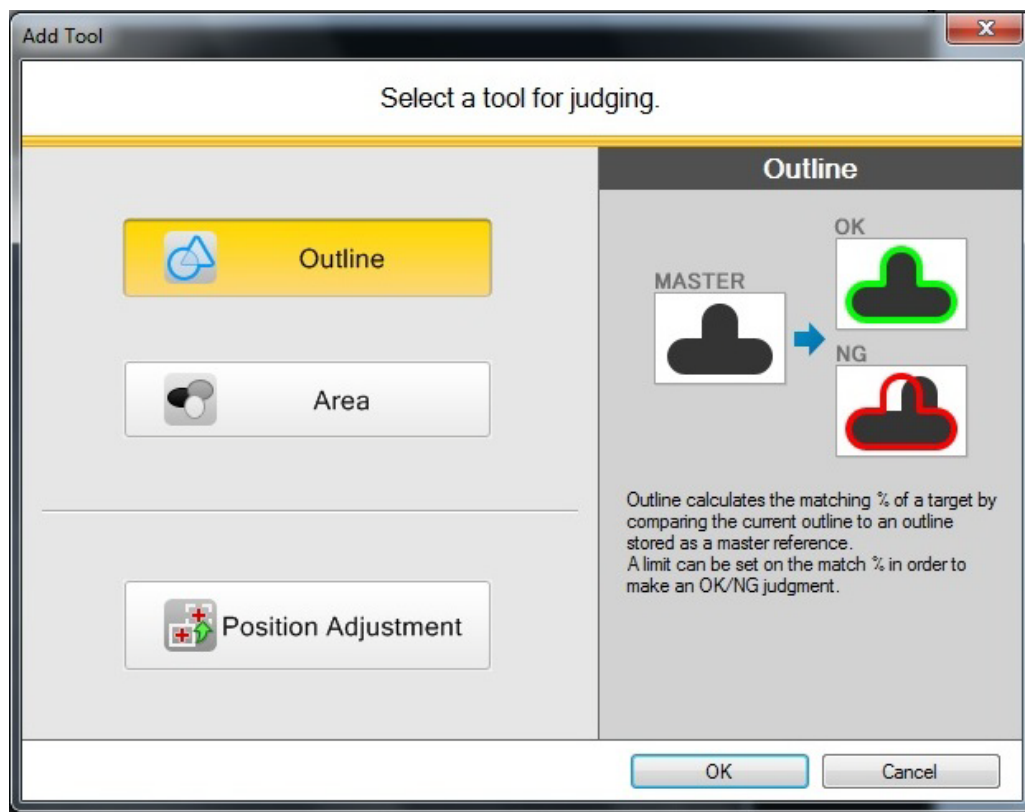 Add Tool
X
Select a tool for judging.
Outline
Area
Position Adjustment
Outline
MASTER
OK
NG
Outline calculates the matching % of a target by
comparing the current outline to an outline
stored as a master reference.
A limit can be set on the match % in order to
make an OK/NG judgment.
OK
Cancel